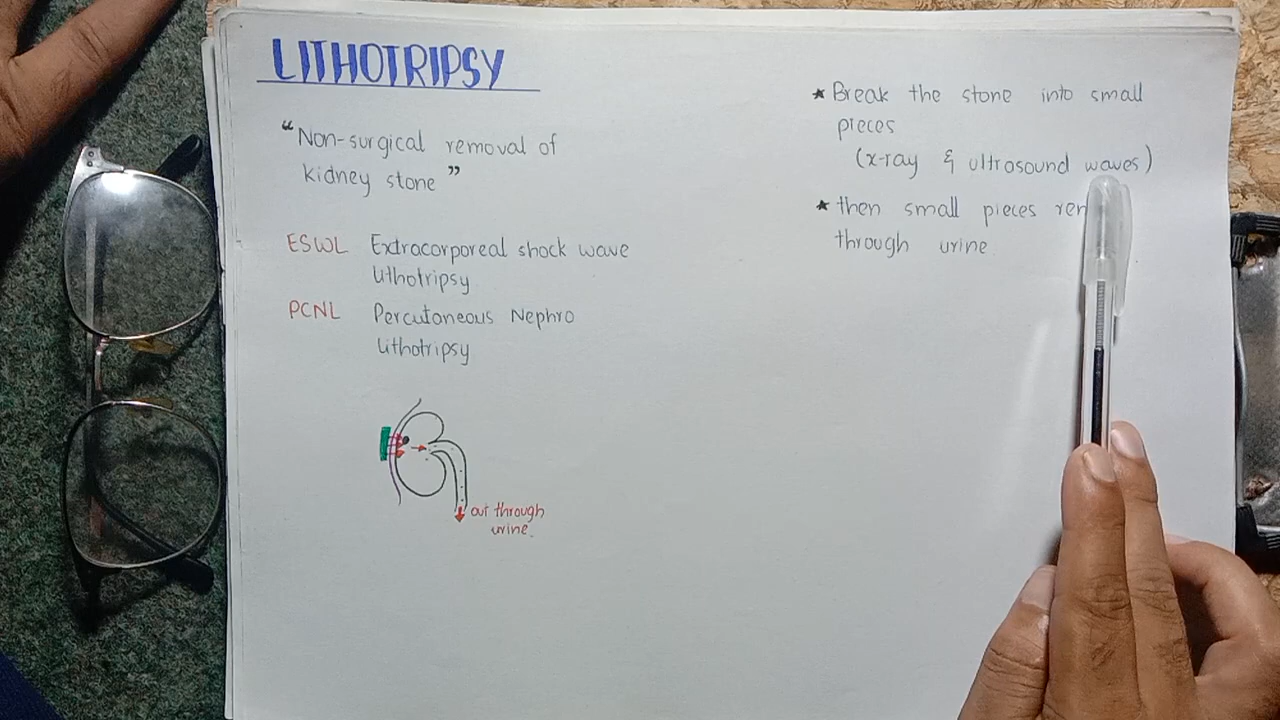 LITHOTRIPSY
"Non-surgical removal of
kidney stone"
ESWL Extracorporeal shock wave
lithotripsy
PCNL Percutaneous Nephro
lithotripsy
out through
urine.
* Break the stone into small
pieces
(x-ray & ultrasound waves)
* then small pieces
through urine